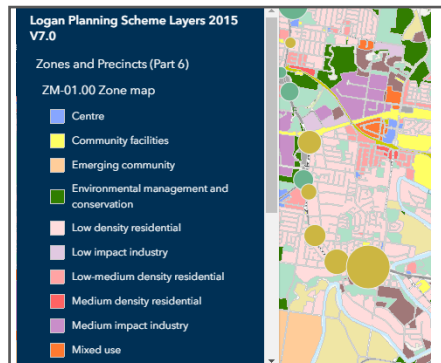 Logan Planning Scheme Layers 2015
V7.0
Zones and Precincts (Part 6)
ZM-01.00 Zone map
Centre
Community facilities
Emerging community
Environmental management and
conservation
Low density residential
Low impact industry
Low-medium density residential
Medium density residential
Medium impact industry
Mixed use